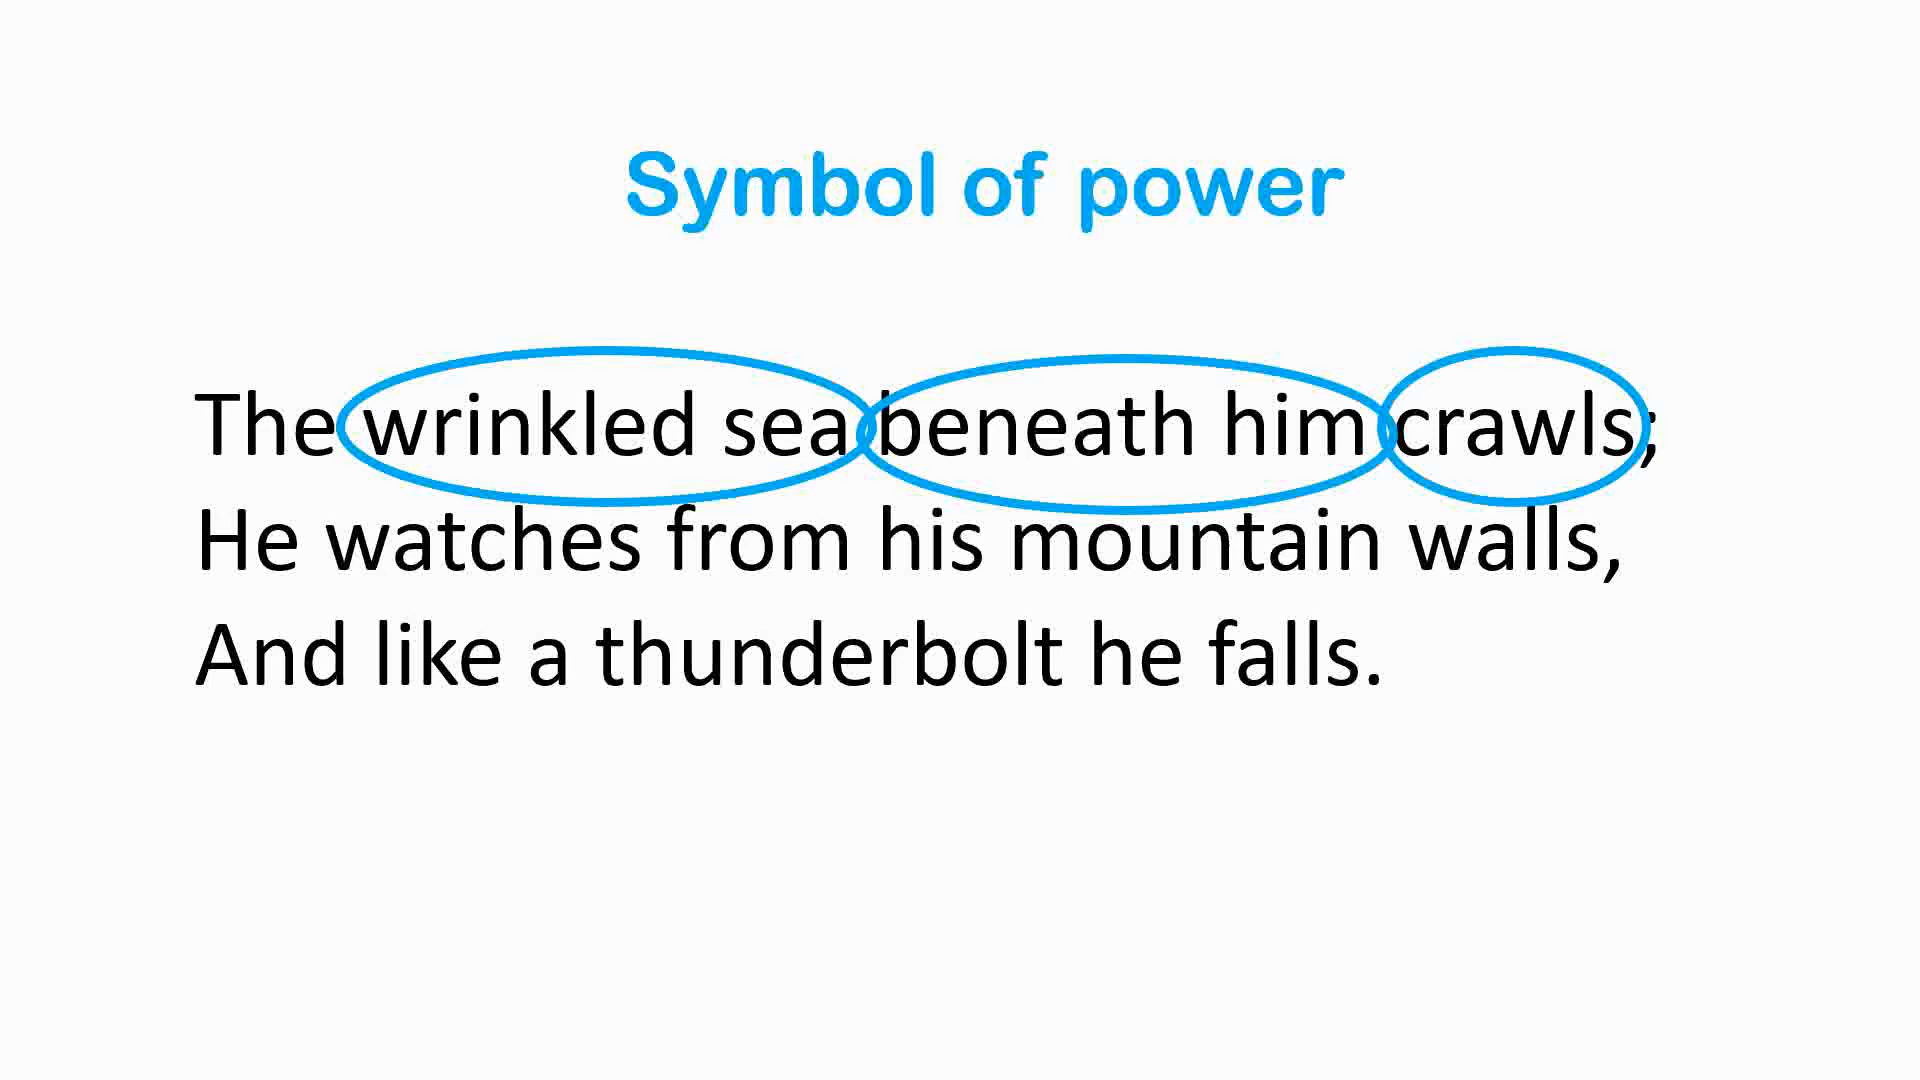 Symbol of power
The wrinkled sea beneath him crawls;
He watches from his mountain walls,
And like a thunderbolt he falls.